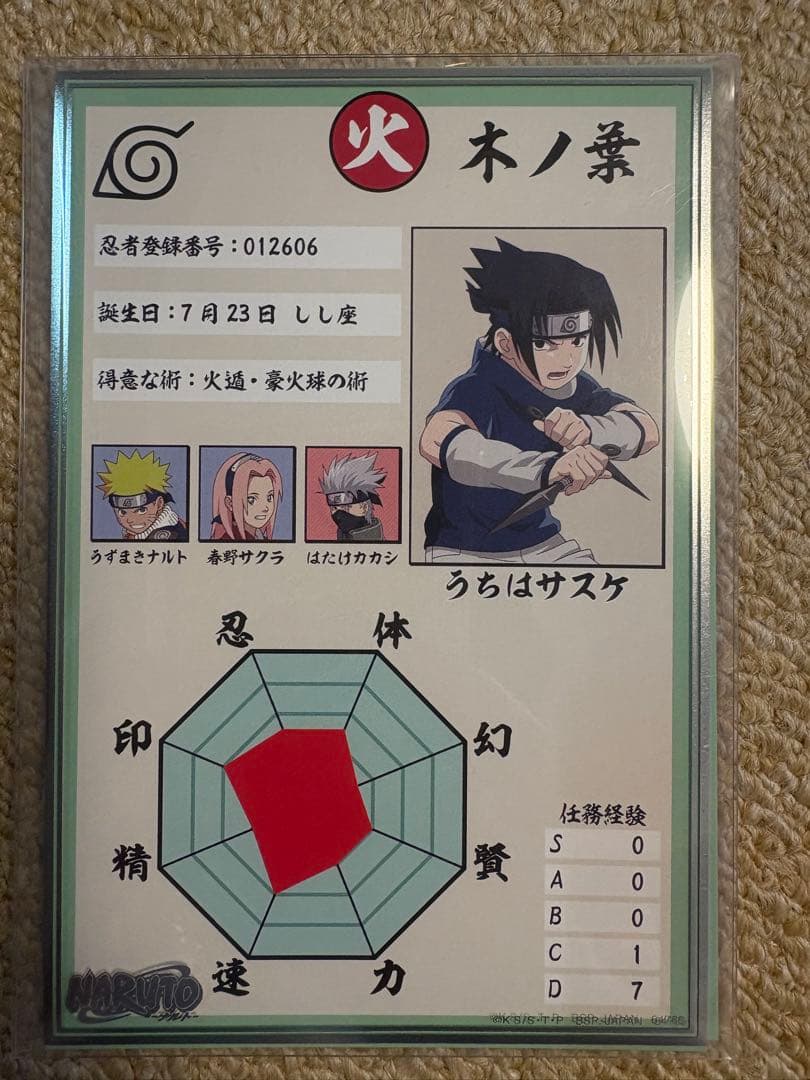 火 木ノ葉
忍者登録番号：012606
誕生日：7月23日 しし座
得意な術：火遁・豪火球の術
うずまきナルト 春野サクラ はたけカカシ
うちはサスケ
忍 体
印 幻
精 賢
速 力
任務経験
S 0
A 0
B 0
C 1
D 7
NARUTO
-ナルト-